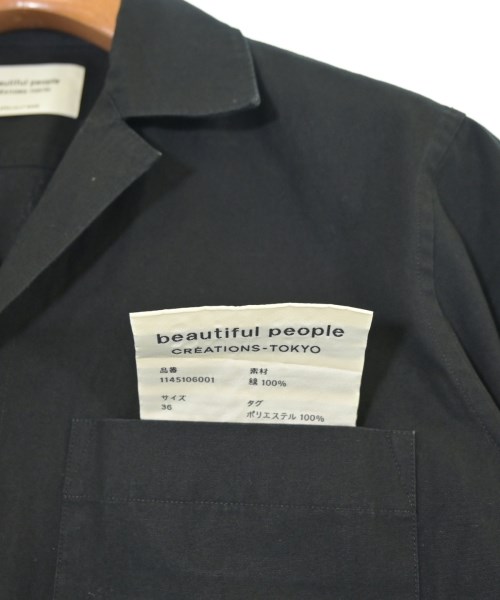 eautiful people
beautiful people
CRÉATIONS-TOKYO
品番 素材
1145106001 綿 100%
サイズ タグ
36 ポリエステル 100%